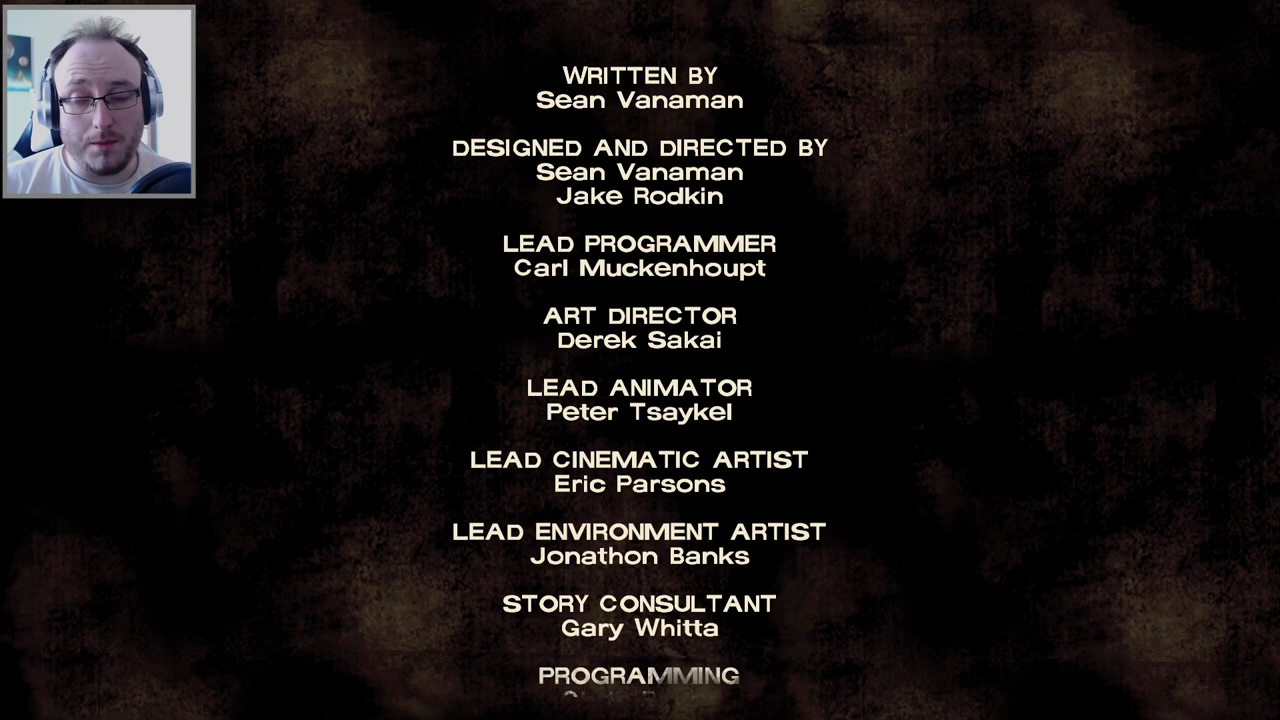 WRITTEN BY
Sean Vanaman
DESIGNED AND DIRECTED BY
Sean Vanaman
Jake Rodkin
LEAD PROGRAMMER
Carl Muckenhoupt
ART DIRECTOR
Derek Sakai
LEAD ANIMATOR
Peter Tsaykel
LEAD CINEMATIC ARTIST
Eric Parsons
LEAD ENVIRONMENT ARTIST
Jonathon Banks
STORY CONSULTANT
Gary Whitta
PROGRAMMING